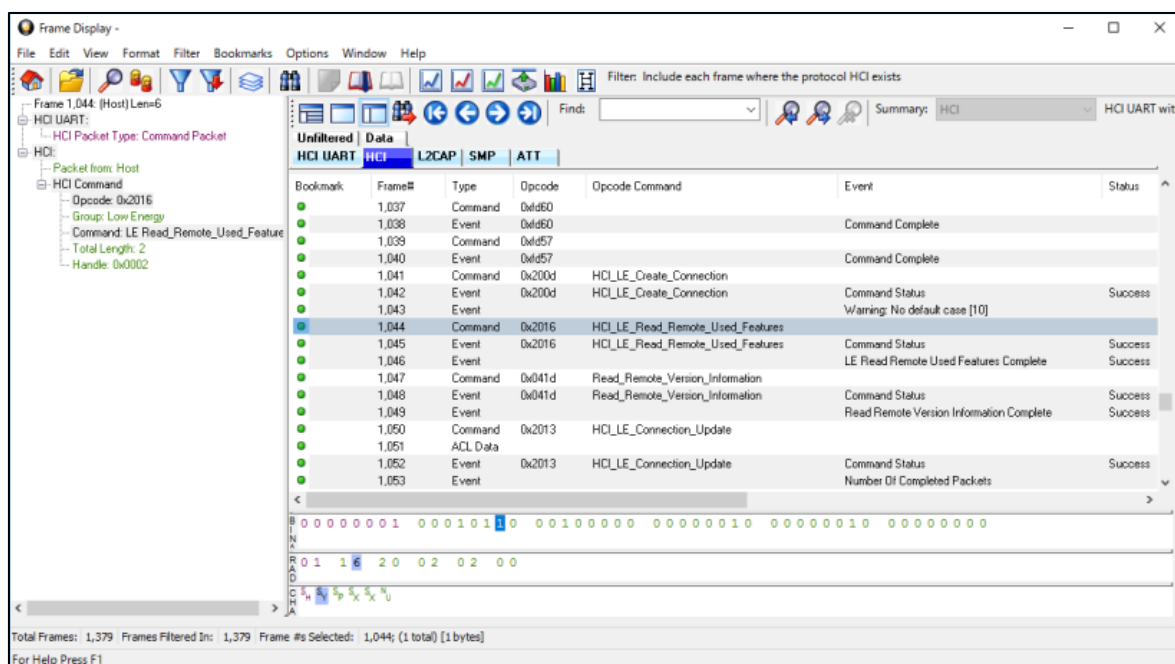 Frame Display -
File Edit View Format Filter Bookmarks Options Window Help
Filter: Include each frame where the protocol HCI exists
Frame 1,044: (Host) Len=6
HCI UART:
HCI Packet Type: Command Packet
HCI:
Packet from: Host
HCI Command
Opcode: 0x2016
Group: Low Energy
Command: LE Read_Remote_Used_Feature
Total Length: 2
Handle: 0x0002
Find: Summary: HCI HCI UART wit
Unfiltered Data
HCI UART HCI L2CAP SMP ATT
Bookmark Frame# Type Opcode Opcode Command Event Status
1,037 Command 0xfd60
1,038 Event 0xfd60 Command Complete
1,039 Command 0xfd57
1,040 Event 0xfd57 Command Complete
1,041 Command 0x200d HCI_LE_Create_Connection
1,042 Event 0x200d HCI_LE_Create_Connection Command Status Success
1,043 Event Warning: No default case [10]
1,044 Command 0x2016 HCI_LE_Read_Remote_Used_Features
1,045 Event 0x2016 HCI_LE_Read_Remote_Used_Features Command Status Success
1,046 Event LE Read Remote Used Features Complete Success
1,047 Command 0x041d Read_Remote_Version_Information
1,048 Event 0x041d Read_Remote_Version_Information Command Status Success
1,049 Event Read Remote Version Information Complete Success
1,050 Command 0x2013 HCI_LE_Connection_Update
1,051 ACL Data
1,052 Event 0x2013 HCI_LE_Connection_Update Command Status Success
1,053 Event Number Of Completed Packets
00000001 00010110 00100000 00000010 00000010 00000000
RAD 01 16 20 02 02 00
CHA SH SY SP SX SX NU
Total Frames: 1,379 Frames Filtered In: 1,379 Frame #s Selected: 1,044; (1 total) [1 bytes]
For Help Press F1